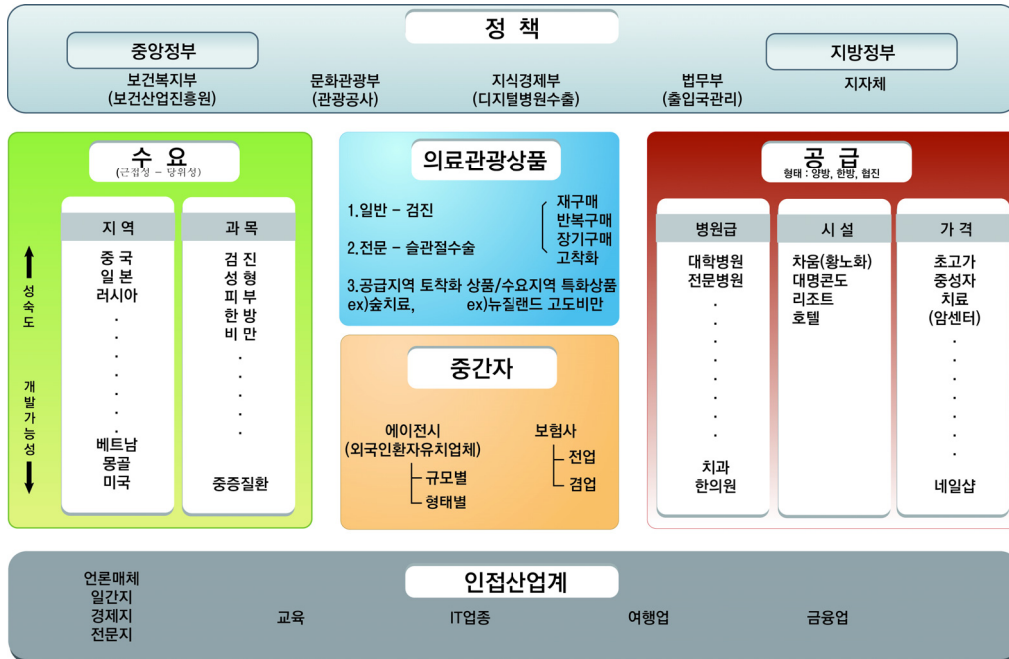 정 책
중앙정부
지방정부
보건복지부
(보건산업진흥원)
문화관광부
(관광공사)
지식경제부
(디지털병원수출)
법무부
(출입국관리)
지자체
수 요
(근접성 – 당위성)
성숙도
개발가능성
지 역
중 국
일 본
러시아
베트남
몽골
미국
과 목
검 진
성 형
피 부
한 방
비 만
중증질환
의료관광상품
1.일반 – 검진
2.전문 – 슬관절수술
재구매
반복구매
장기구매
고착화
3.공급지역 토착화 상품/수요지역 특화상품
ex)숲치료, ex)뉴질랜드 고도비만
중간자
에이전시
(외국인환자유치업체)
규모별
형태별
보험사
전업
겸업
공 급
형태 : 양방, 한방, 협진
병원급
대학병원
전문병원
치과
한의원
시 설
차움(황노화)
대명콘도
리조트
호텔
가 격
초고가
중성자
치료
(암센터)
네일샵
인접산업계
언론매체
일간지
경제지
전문지
교육
IT업종
여행업
금융업